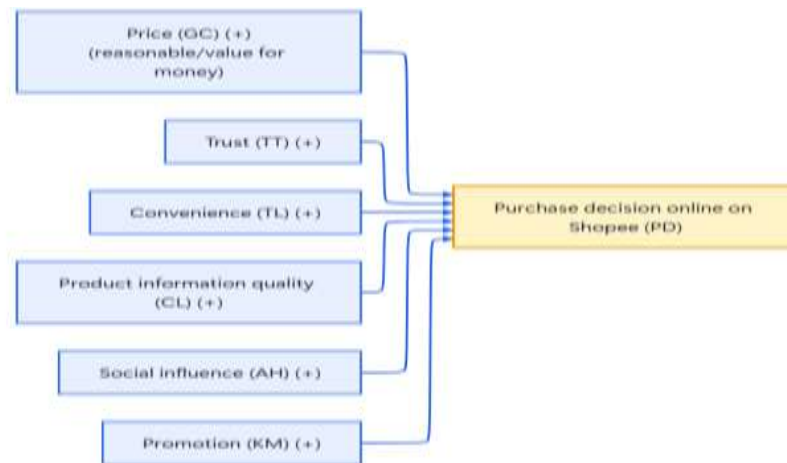 Price (GC) (+)
(reasonable/value for
money)
Trust (TT) (+)
Convenience (TL) (+)
Product information quality
(CL) (+)
Social influence (AH) (+)
Promotion (KM) (+)
Purchase decision online on
Shopee (PD)